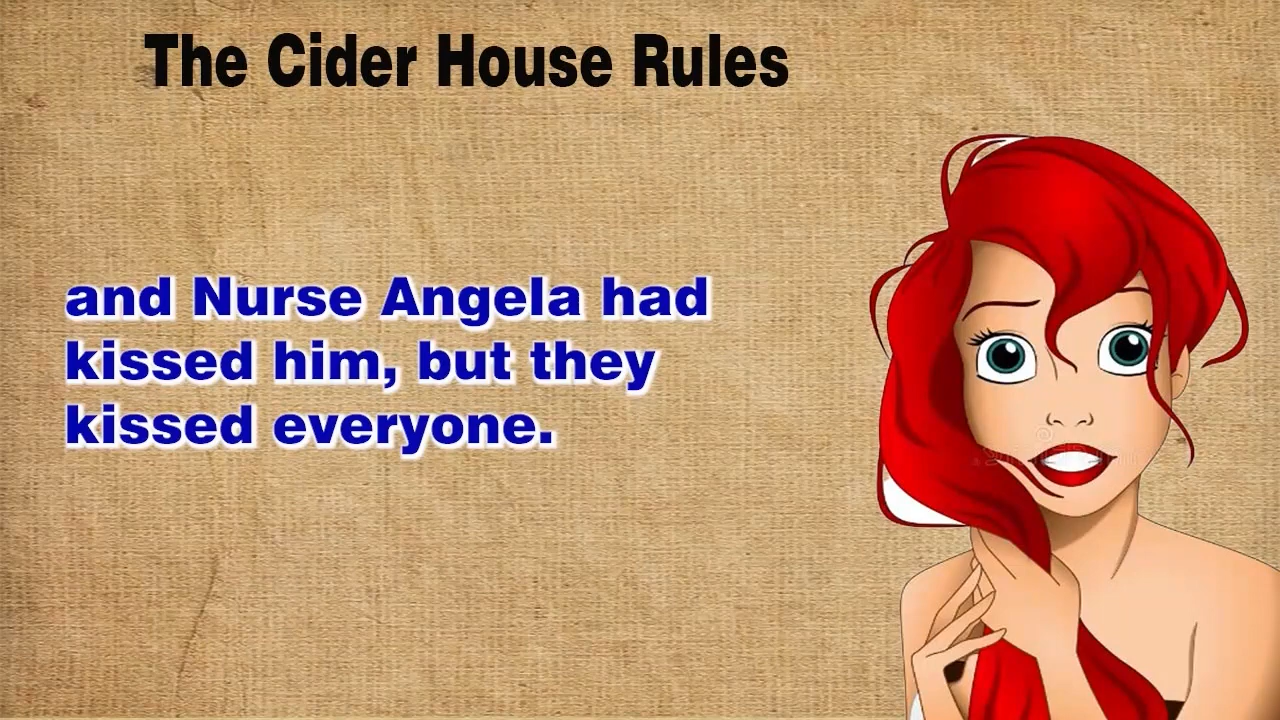 The Cider House Rules
and Nurse Angela had
kissed him, but they
kissed everyone.